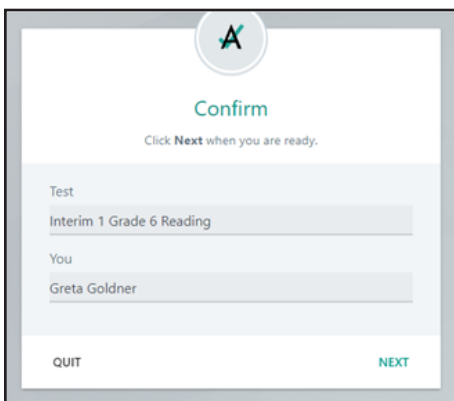 Confirm
Click Next when you are ready.
Test
Interim 1 Grade 6 Reading
You
Greta Goldner
QUIT NEXT